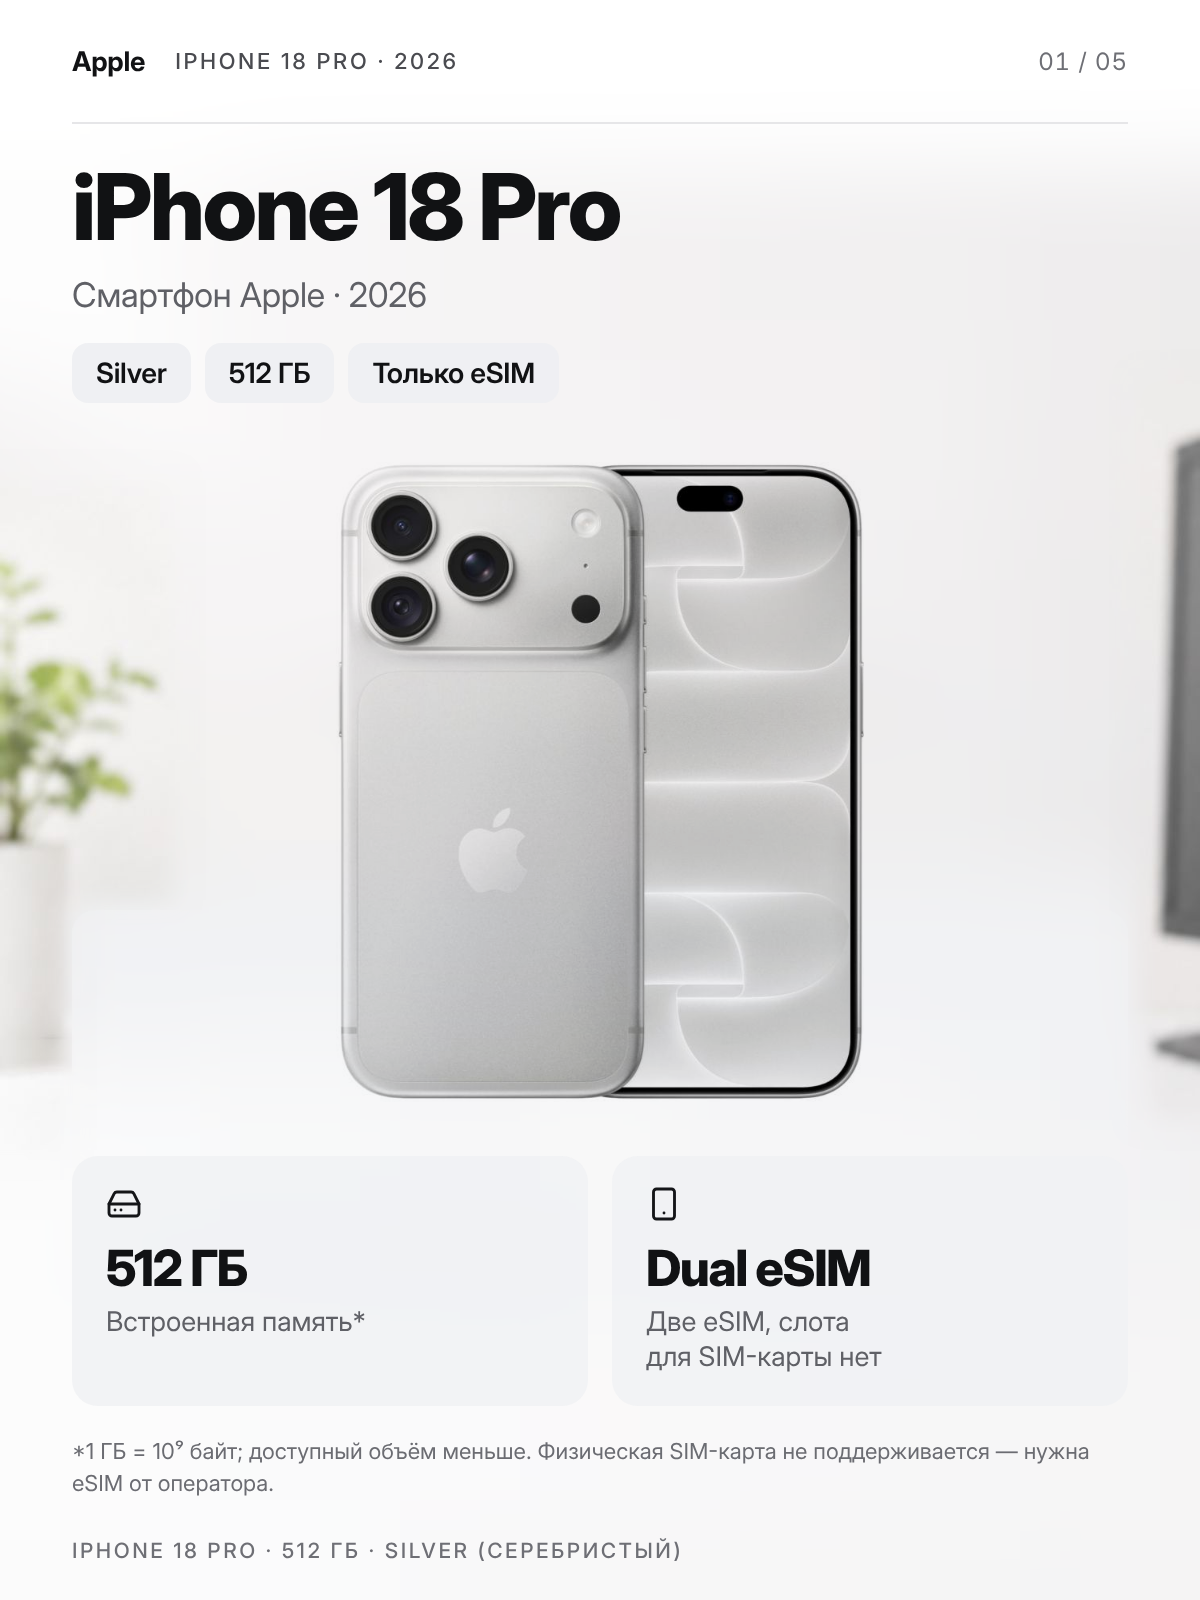 Apple IPHONE 18 PRO · 2026 01 / 05
iPhone 18 Pro
Смартфон Apple · 2026
Silver 512 ГБ Только eSIM
512 ГБ
Встроенная память*
Dual eSIM
Две eSIM, слота
для SIM-карты нет
*1 ГБ = 10⁹ байт; доступный объём меньше. Физическая SIM-карта не поддерживается — нужна
eSIM от оператора.
IPHONE 18 PRO · 512 ГБ · SILVER (СЕРЕБРИСТЫЙ)